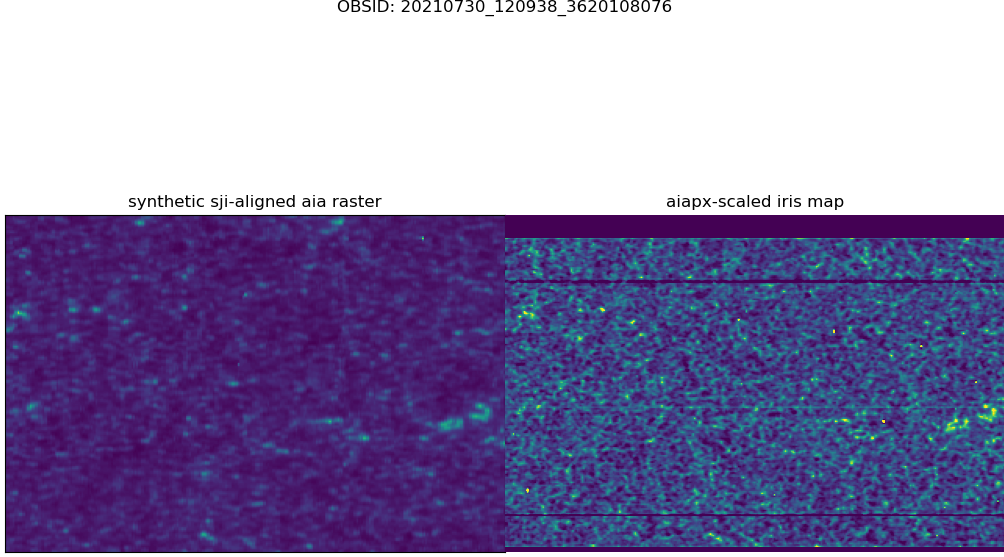 OBSID: 20210730_120938_3620108076
synthetic sji-aligned aia raster
aiapx-scaled iris map